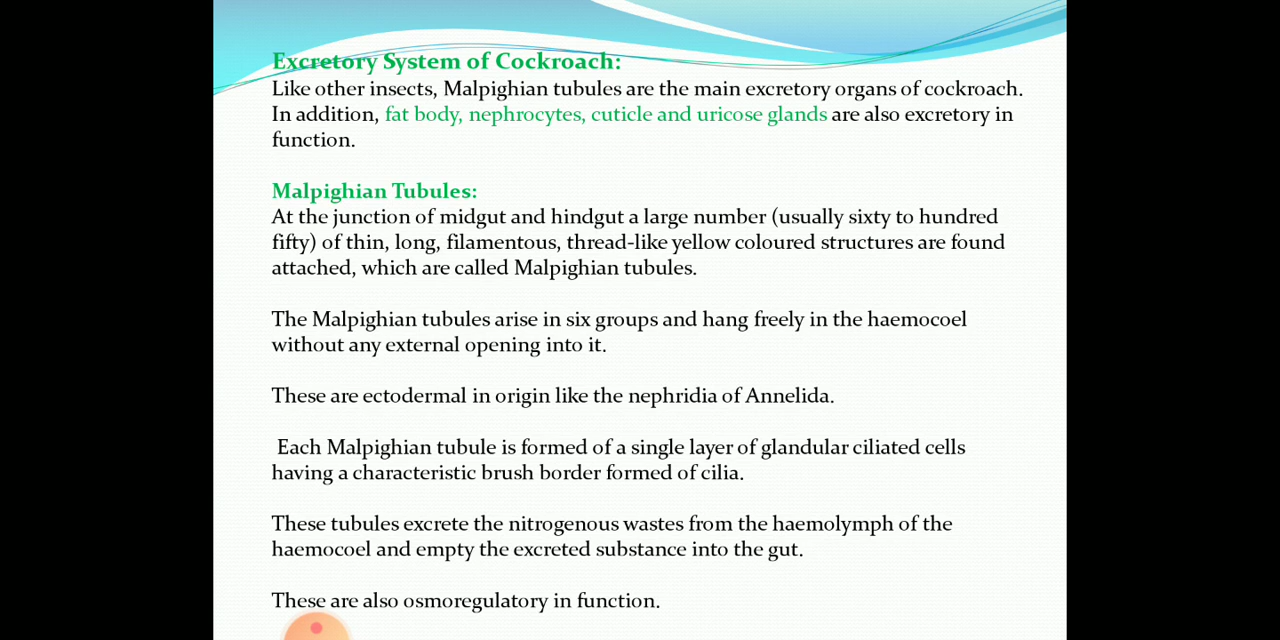 Excretory System of Cockroach:
Like other insects, Malpighian tubules are the main excretory organs of cockroach.
In addition, fat body, nephrocytes, cuticle and uricose glands are also excretory in
function.
Malpighian Tubules:
At the junction of midgut and hindgut a large number (usually sixty to hundred
fifty) of thin, long, filamentous, thread-like yellow coloured structures are found
attached, which are called Malpighian tubules.
The Malpighian tubules arise in six groups and hang freely in the haemocoel
without any external opening into it.
These are ectodermal in origin like the nephridia of Annelida.
Each Malpighian tubule is formed of a single layer of glandular ciliated cells
having a characteristic brush border formed of cilia.
These tubules excrete the nitrogenous wastes from the haemolymph of the
haemocoel and empty the excreted substance into the gut.
These are also osmoregulatory in function.